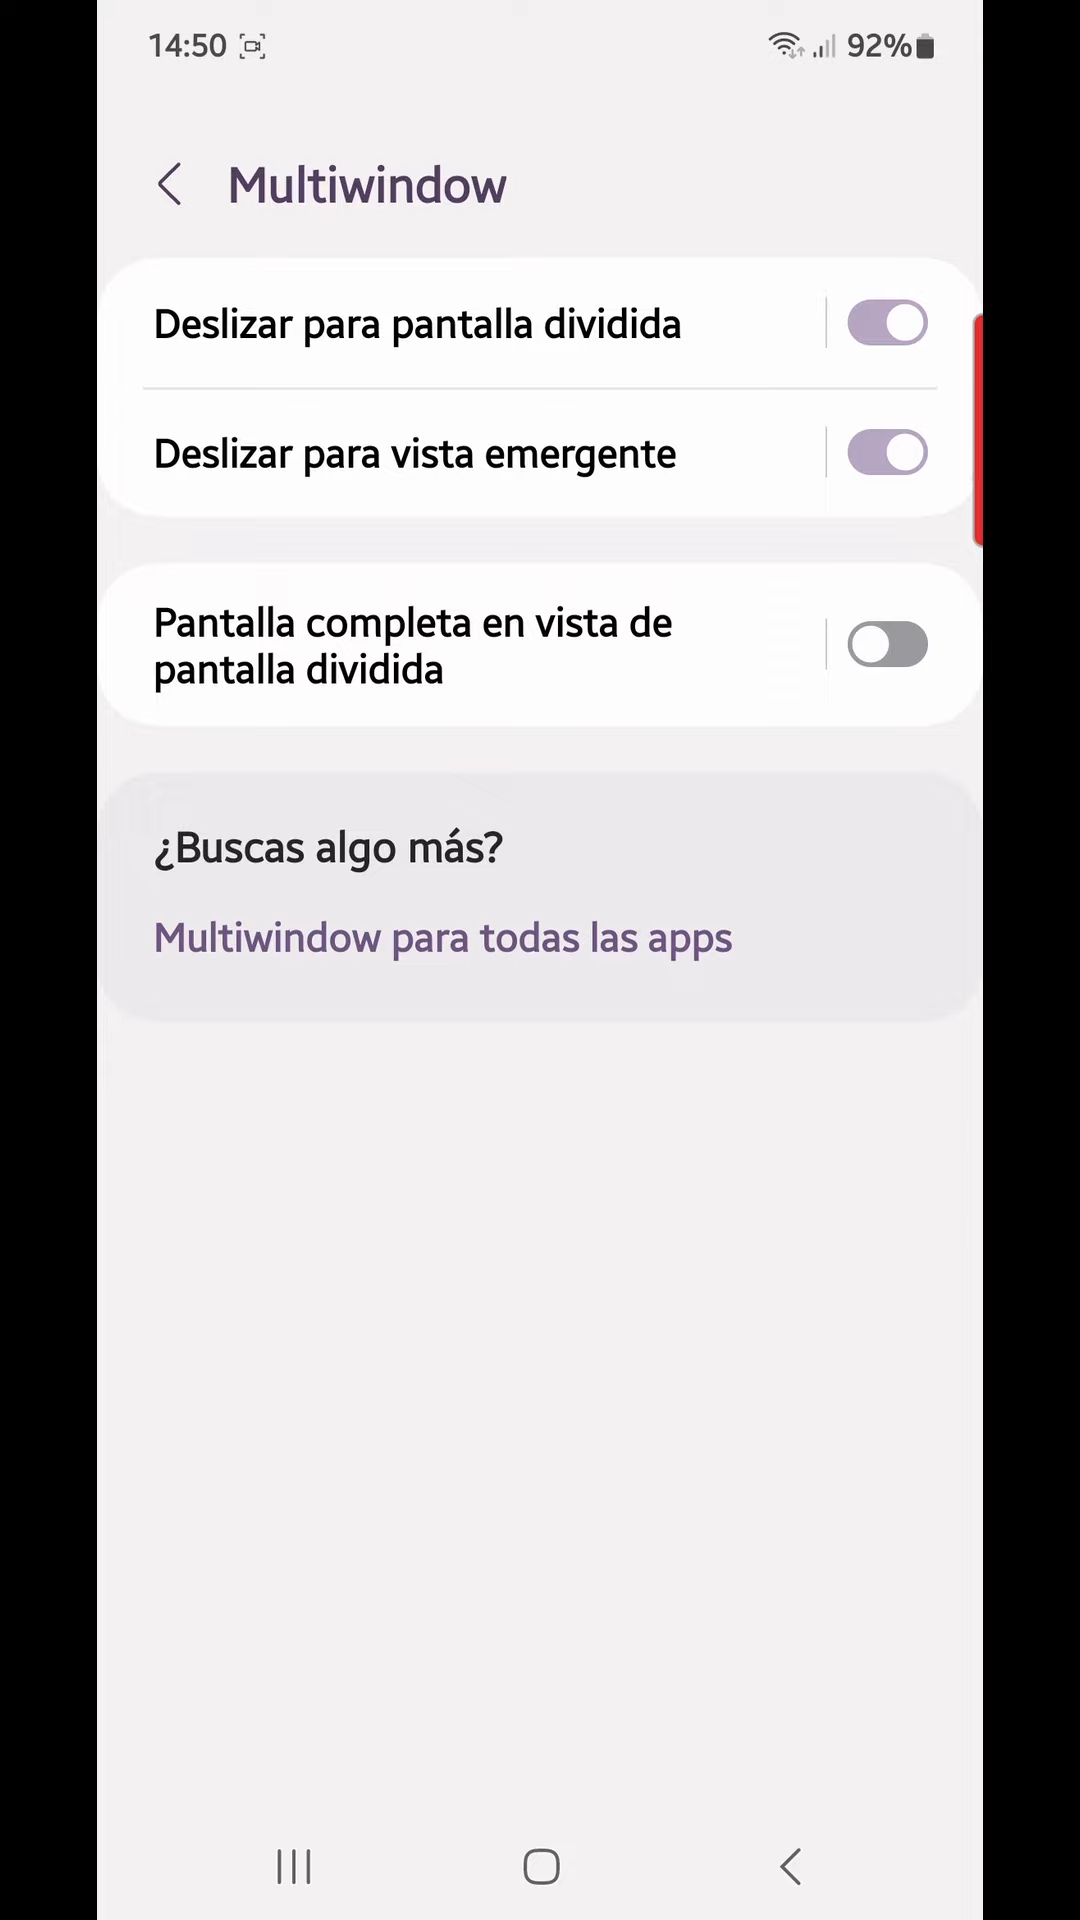 14:50
92%
Multiwindow
Deslizar para pantalla dividida
Deslizar para vista emergente
Pantalla completa en vista de
pantalla dividida
¿Buscas algo más?
Multiwindow para todas las apps